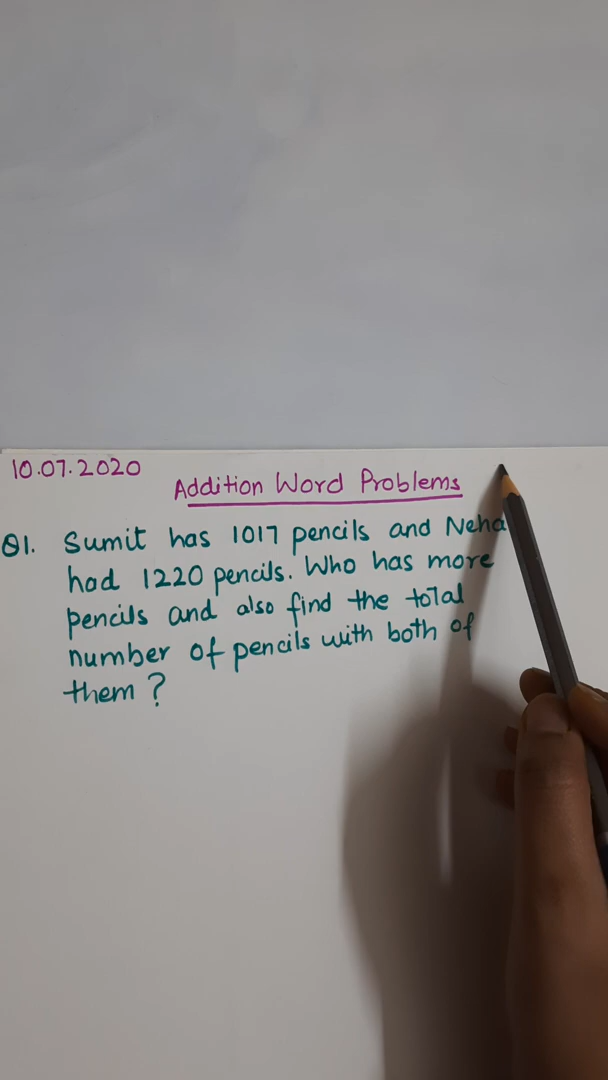 10.07.2020
Addition Word Problems
Q1. Sumit has 1017 pencils and Neha
had 1220 pencils. Who has more
pencils and also find the total
number of pencils with both of
them?